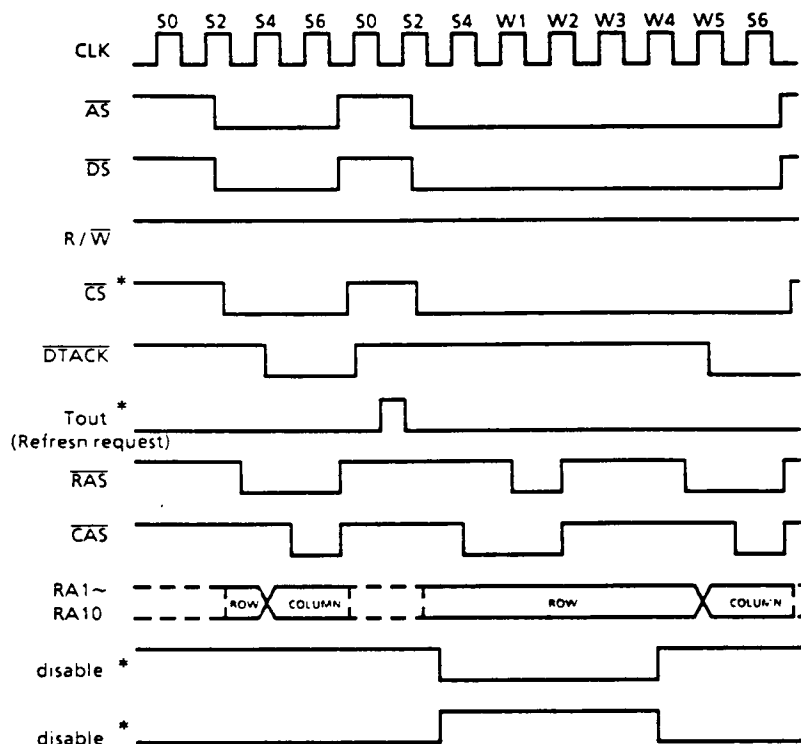 S0 S2 S4 S6 S0 S2 S4 W1 W2 W3 W4 W5 S6
CLK
AS
DS
R / W
CS *
DTACK
Tout *
(Refresn request)
RAS
CAS
RA1~
RA10
ROW COLUMN ROW COLUMN
disable *
disable *